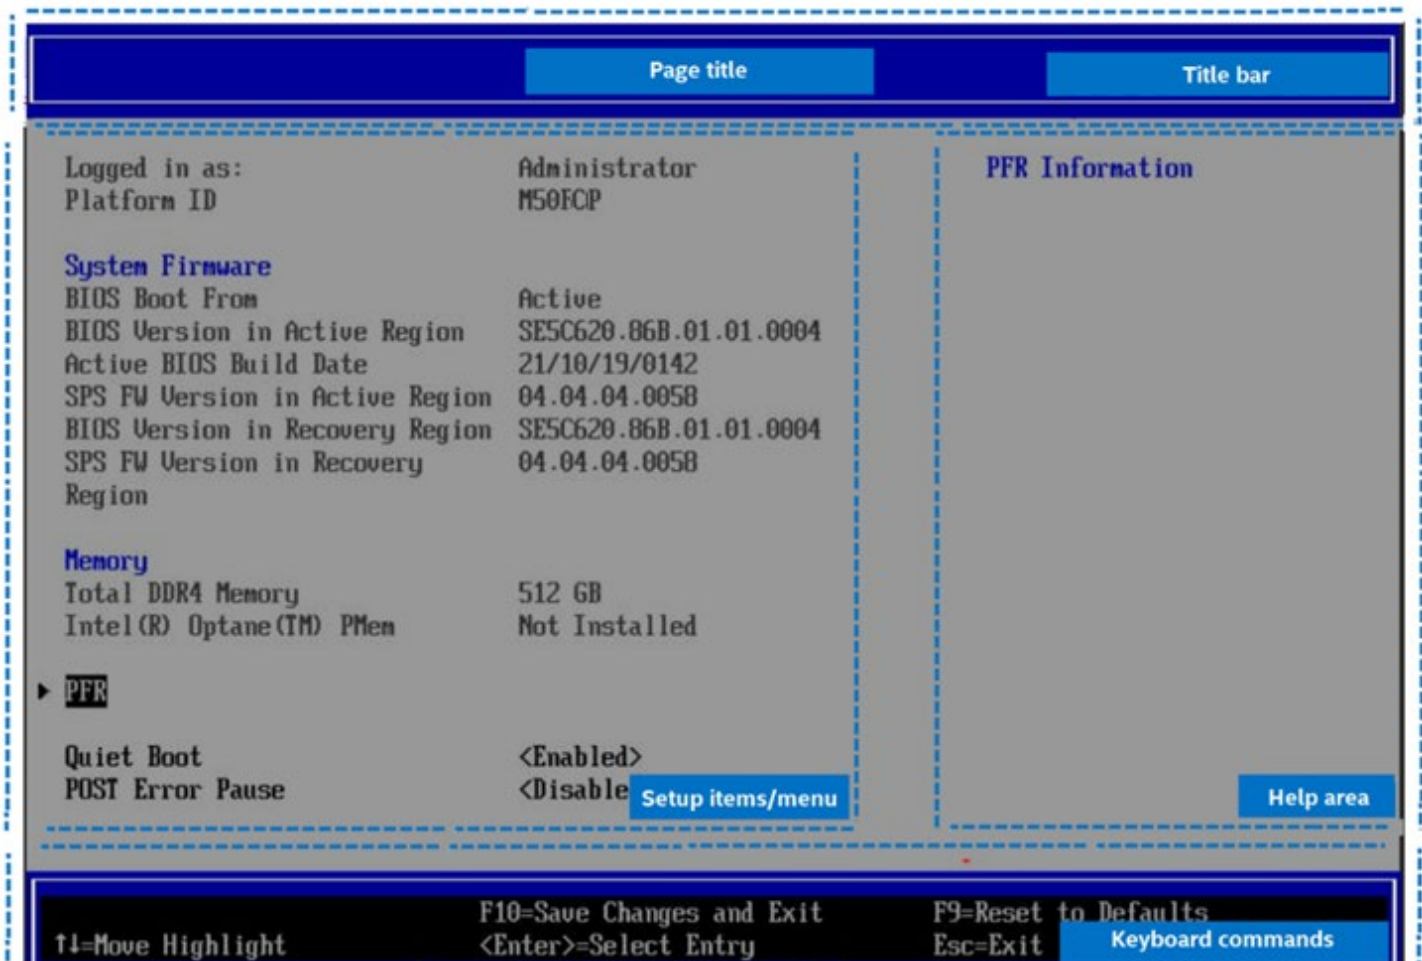 Page title
Title bar
Logged in as: Administrator
Platform ID M50FCP
PFR Information
System Firmware
BIOS Boot From Active
BIOS Version in Active Region SE5C620.86B.01.01.0004
Active BIOS Build Date 21/10/19/0142
SPS FW Version in Active Region 04.04.04.0058
BIOS Version in Recovery Region SE5C620.86B.01.01.0004
SPS FW Version in Recovery 04.04.04.0058
Region
Memory
Total DDR4 Memory 512 GB
Intel(R) Optane(TM) PMem Not Installed
PFR
Quiet Boot <Enabled>
POST Error Pause <Disable
Setup items/menu
Help area
F10=Save Changes and Exit F9=Reset to Defaults
↑↓=Move Highlight <Enter>=Select Entry Esc=Exit
Keyboard commands